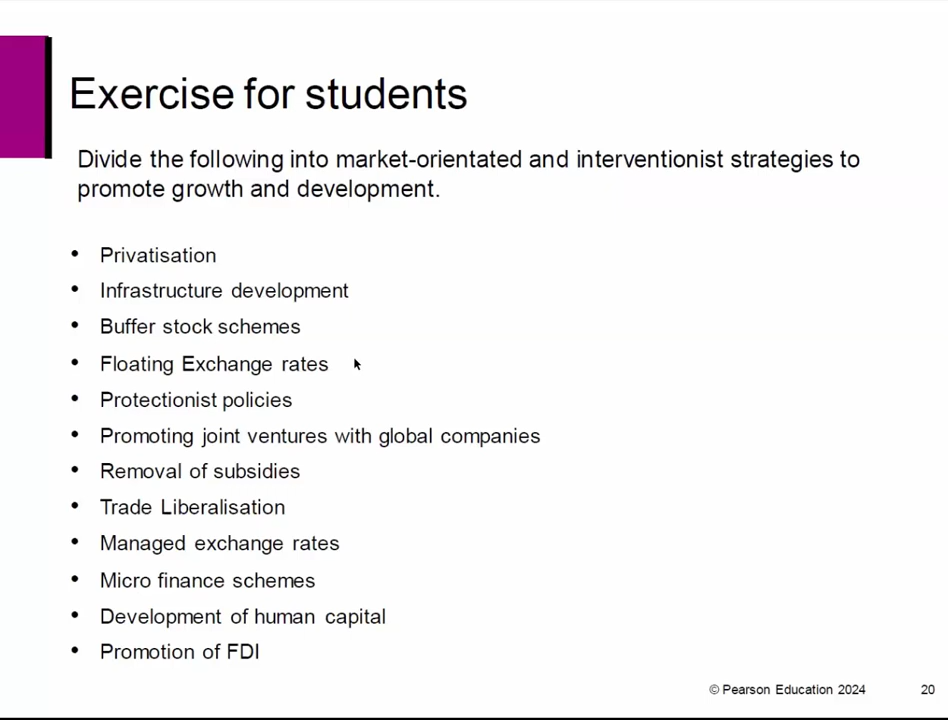 Exercise for students
Divide the following into market-orientated and interventionist strategies to
promote growth and development.
• Privatisation
• Infrastructure development
• Buffer stock schemes
• Floating Exchange rates
• Protectionist policies
• Promoting joint ventures with global companies
• Removal of subsidies
• Trade Liberalisation
• Managed exchange rates
• Micro finance schemes
• Development of human capital
• Promotion of FDI
© Pearson Education 2024 20